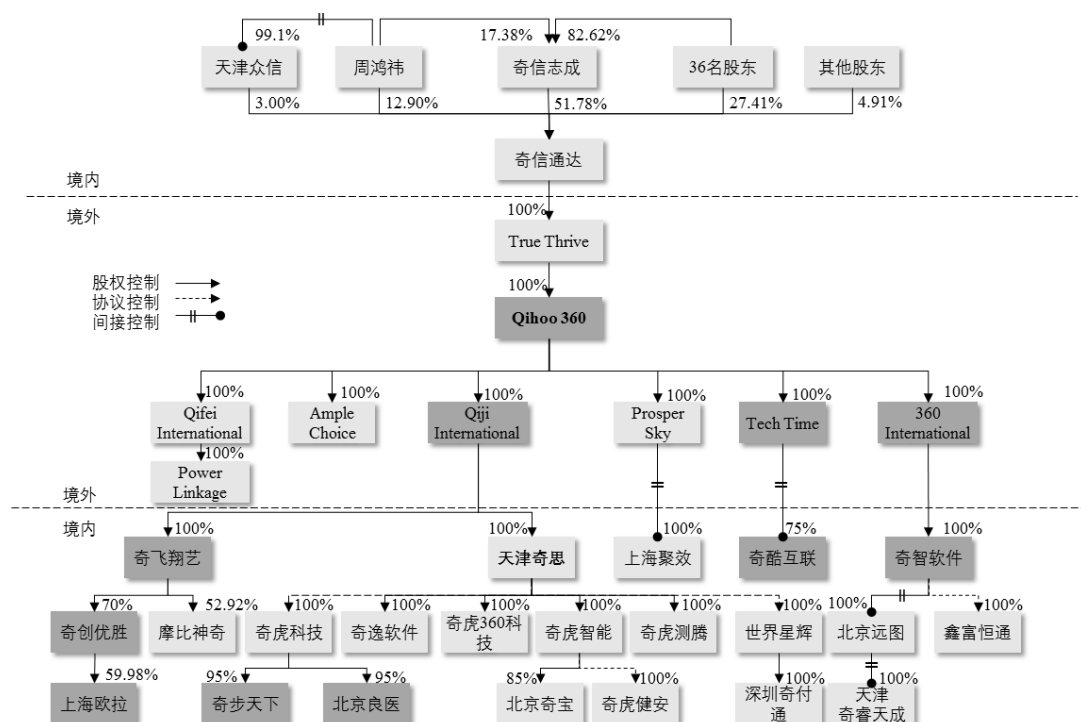 99.1%
17.38%
82.62%
天津众信
周鸿祎
奇信志成
36名股东
其他股东
3.00%
12.90%
51.78%
27.41%
4.91%
奇信通达
境内
境外
100%
True Thrive
股权控制
协议控制
间接控制
100%
Qihoo 360
100%
100%
100%
100%
100%
100%
Qifei
International
Ample
Choice
Qiji
International
Prosper
Sky
Tech Time
360
International
100%
Power
Linkage
境外
境内
100%
100%
100%
75%
100%
奇飞翔艺
天津奇思
上海聚效
奇酷互联
奇智软件
70%
52.92%
100%
100%
100%
100%
100%
100%
100%
100%
奇创优胜
摩比神奇
奇虎科技
奇逸软件
奇虎360科
技
奇虎智能
奇虎测腾
世界星辉
北京远图
鑫富恒通
59.98%
95%
95%
85%
100%
100%
100%
上海欧拉
奇步天下
北京良医
北京奇宝
奇虎健安
深圳奇付
通
天津
奇睿天成